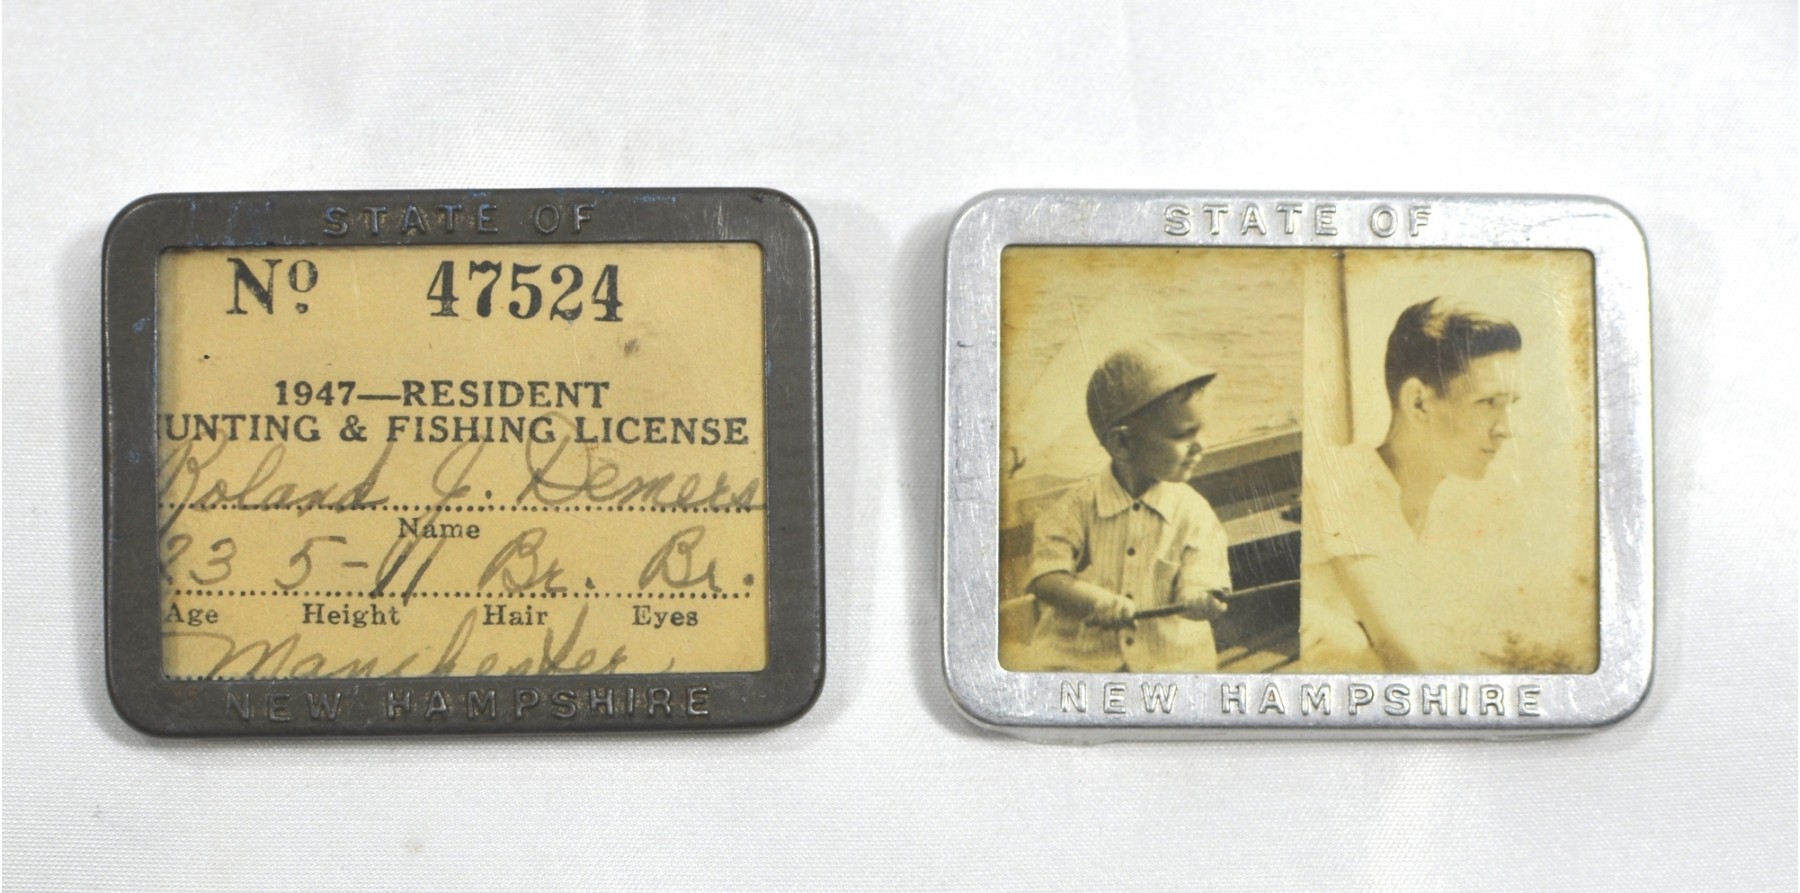 STATE OF
No 47524
1947—RESIDENT
UNTING & FISHING LICENSE
Roland J. Demers
Name
23 5-11 Br. Br.
Age Height Hair Eyes
Manchester
NEW HAMPSHIRE
STATE OF
NEW HAMPSHIRE